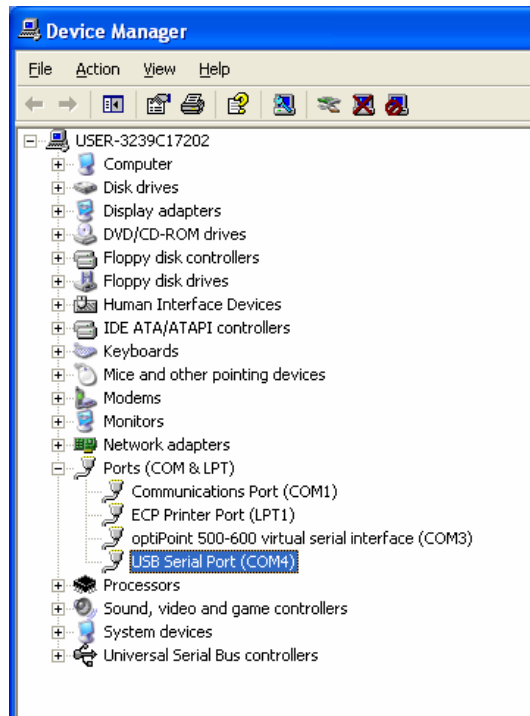 Device Manager
File Action View Help
USER-3239C17202
Computer
Disk drives
Display adapters
DVD/CD-ROM drives
Floppy disk controllers
Floppy disk drives
Human Interface Devices
IDE ATA/ATAPI controllers
Keyboards
Mice and other pointing devices
Modems
Monitors
Network adapters
Ports (COM & LPT)
Communications Port (COM1)
ECP Printer Port (LPT1)
optiPoint 500-600 virtual serial interface (COM3)
USB Serial Port (COM4)
Processors
Sound, video and game controllers
System devices
Universal Serial Bus controllers